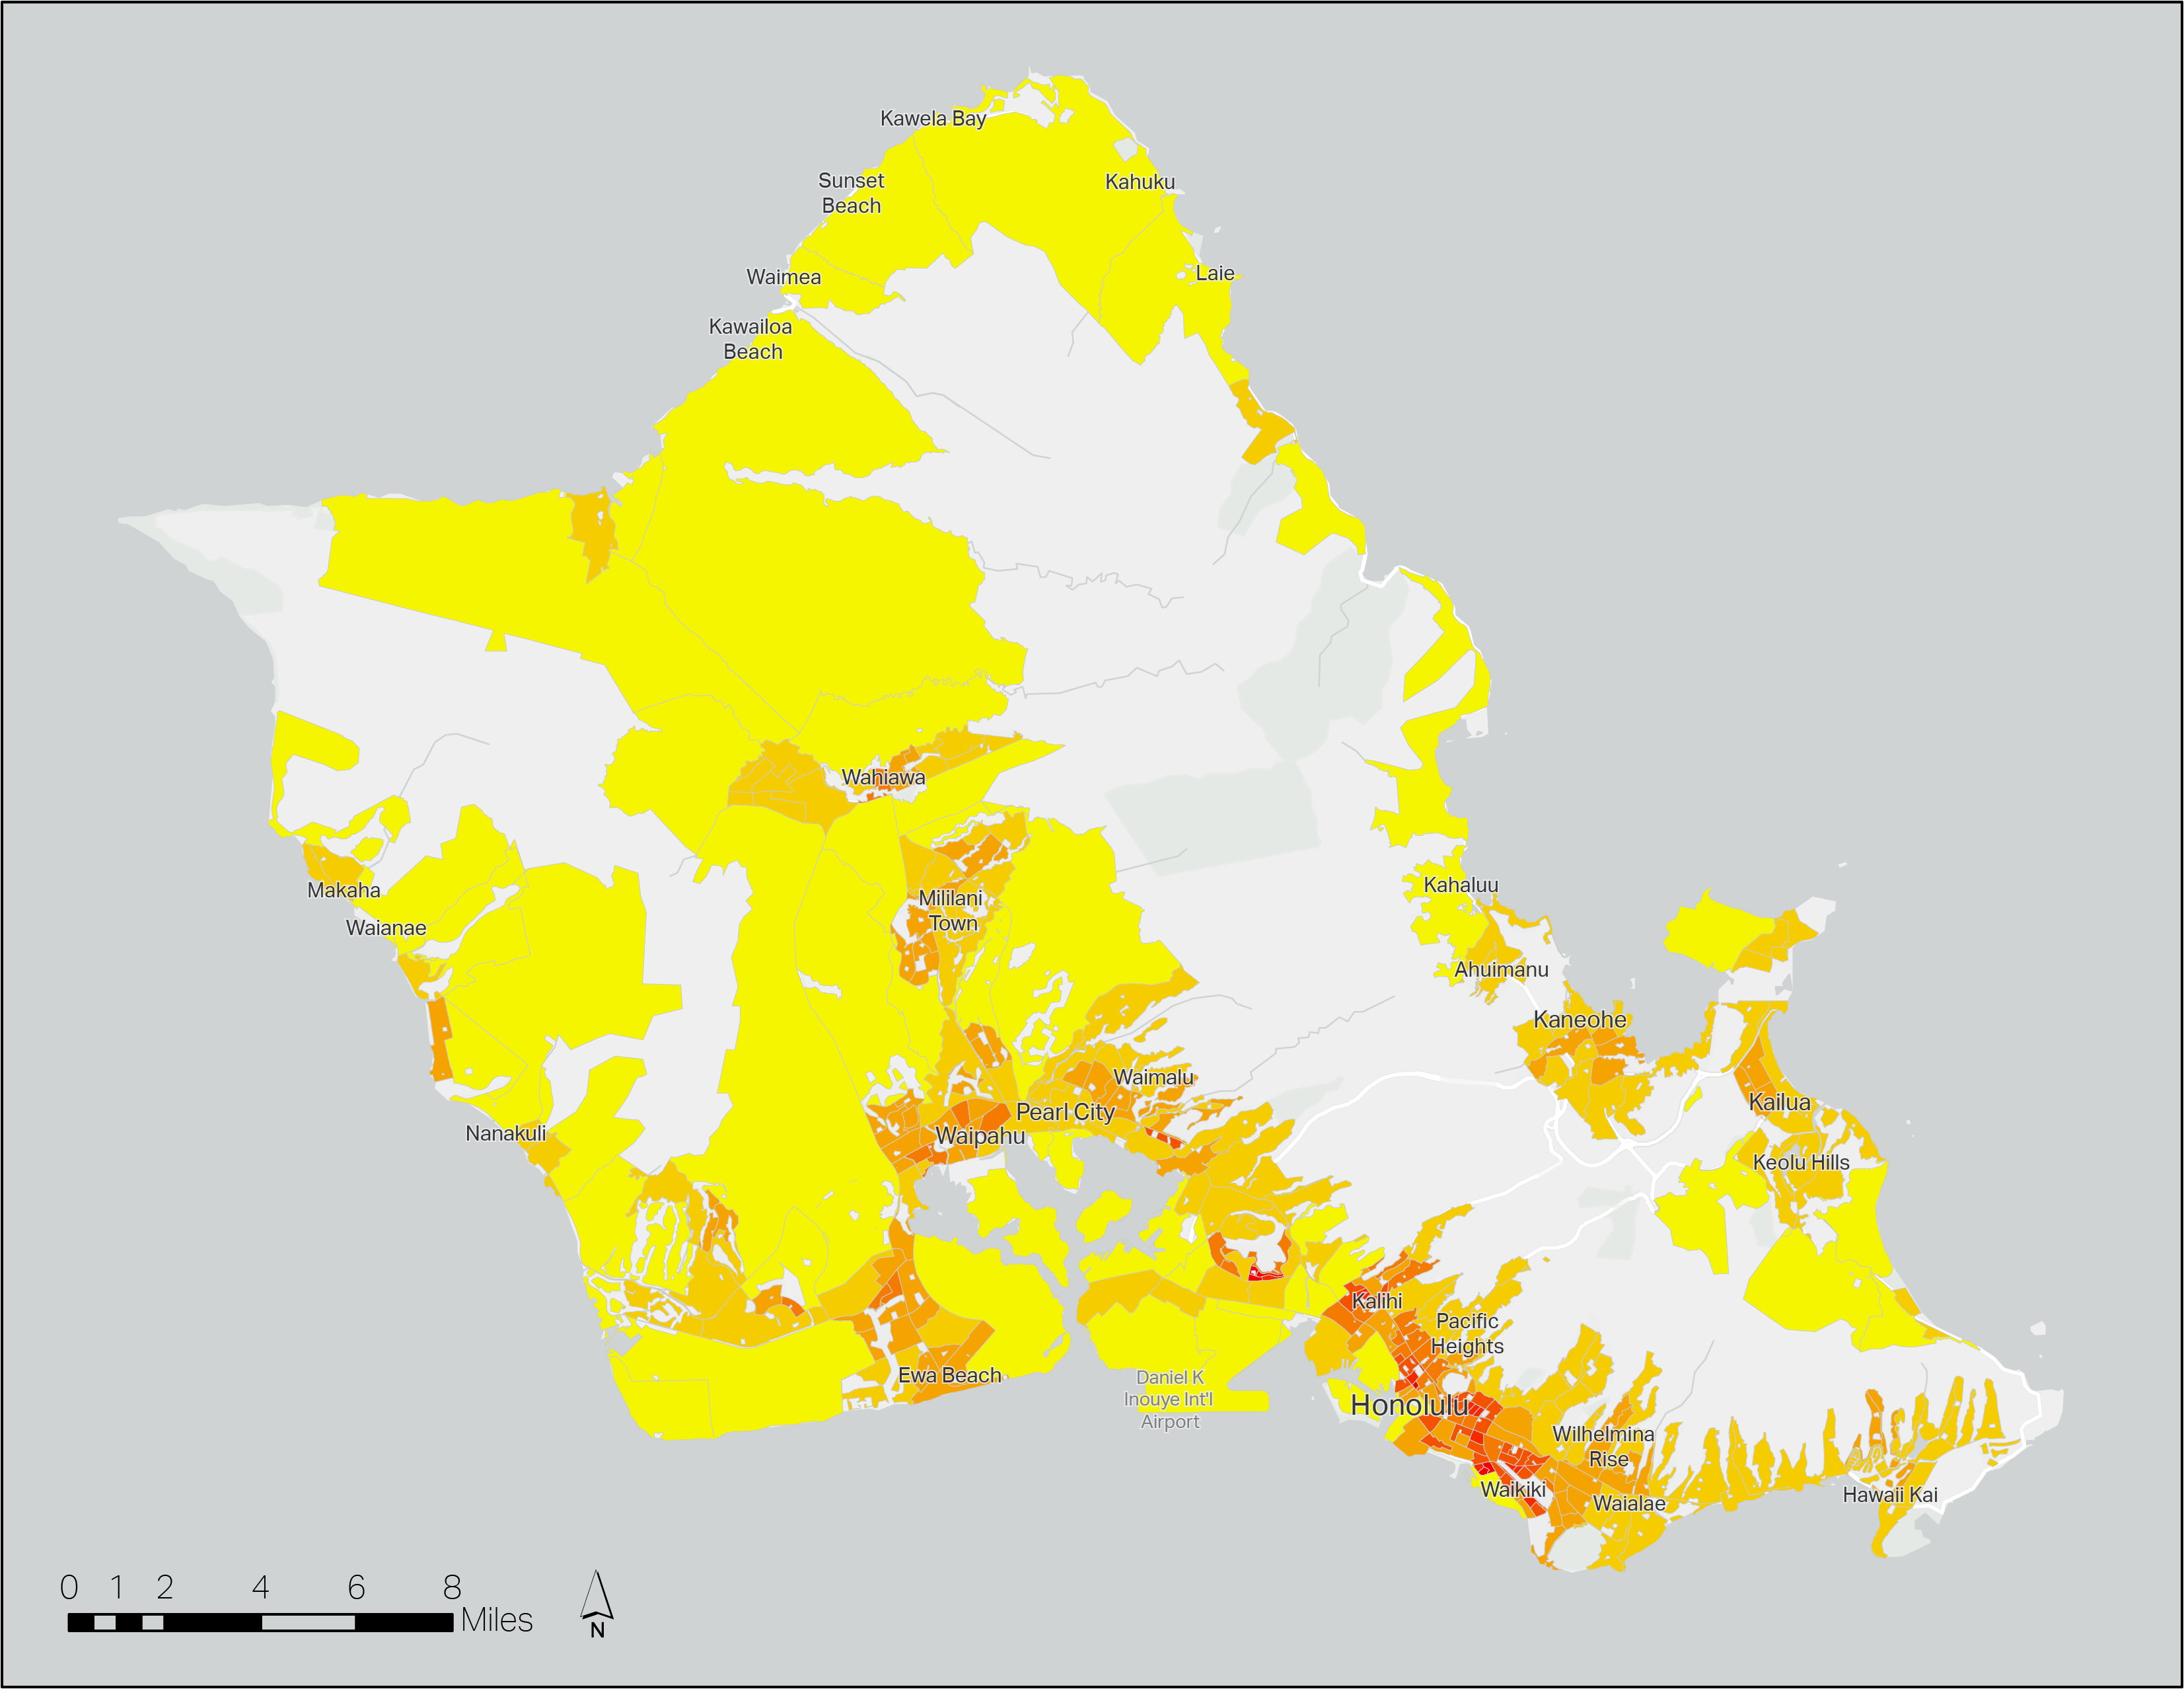 Kawela Bay
Sunset
Beach
Kahuku
Waimea
Laie
Kawailoa
Beach
Wahiawa
Makaha
Waianae
Mililani
Town
Kahaluu
Ahuimanu
Kaneohe
Waimalu
Pearl City
Waipahu
Kailua
Nanakuli
Keolu Hills
Kalihi
Pacific
Heights
Ewa Beach
Daniel K
Inouye Int'l
Airport
Honolulu
Wilhelmina
Rise
Waikiki
Waialae
Hawaii Kai
0 1 2 4 6 8
Miles
N